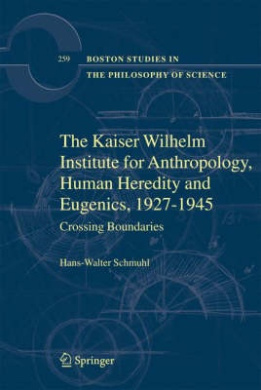 259
BOSTON STUDIES IN
THE PHILOSOPHY OF SCIENCE
The Kaiser Wilhelm
Institute for Anthropology,
Human Heredity and
Eugenics, 1927-1945
Crossing Boundaries
Hans-Walter Schmuhl
Springer